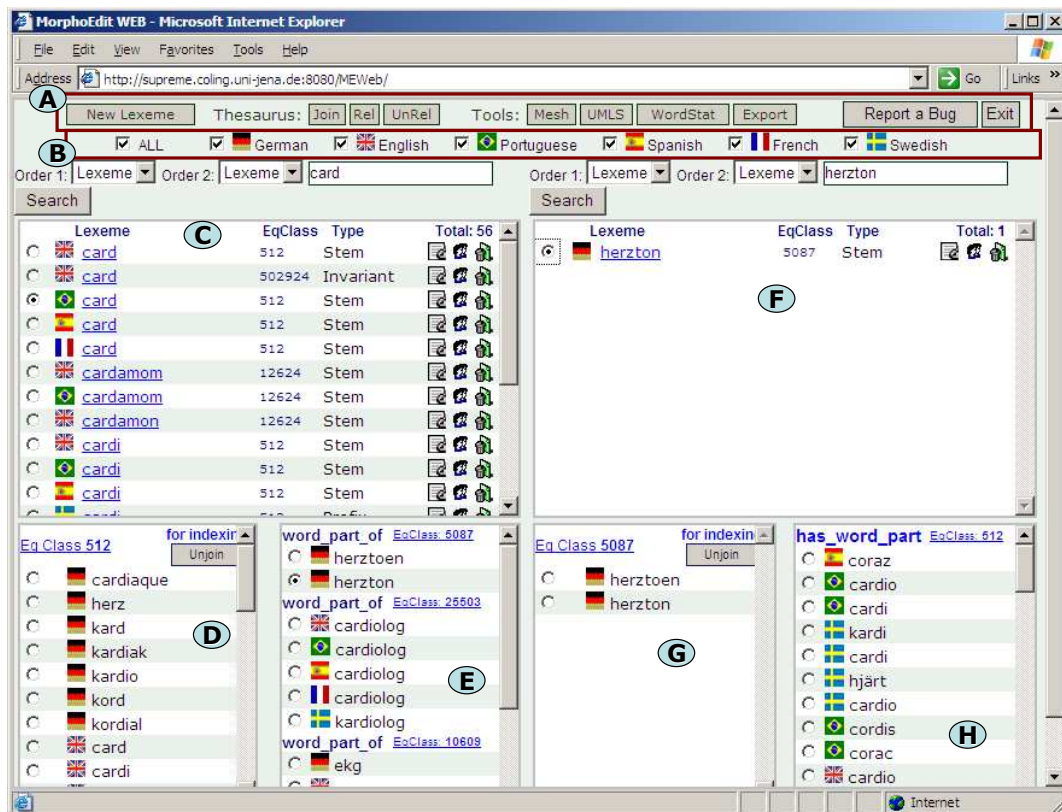 MorphoEdit WEB - Microsoft Internet Explorer
File Edit View Favorites Tools Help
Address http://supreme.coling.uni-jena.de:8080/MEWeb/ Go Links »
A
New Lexeme Thesaurus: Join Rel UnRel Tools: Mesh UMLS WordStat Export Report a Bug Exit
B
ALL German English Portuguese Spanish French Swedish
Order 1: Lexeme Order 2: Lexeme card
Search
Order 1: Lexeme Order 2: Lexeme herzton
Search
Lexeme EqClass Type Total: 56
C
card 512 Stem
card 502924 Invariant
card 512 Stem
card 512 Stem
card 512 Stem
cardamom 12624 Stem
cardamom 12624 Stem
cardamon 12624 Stem
cardi 512 Stem
cardi 512 Stem
cardi 512 Stem
cardi 512 Prefix
Lexeme EqClass Type Total: 1
herzton 5087 Stem
F
Eq Class 512 for indexin
Unjoin
cardiaque
herz
kard
kardiak
kardio
kord
kordial
card
cardi
D
word_part_of EqClass: 5087
herztoen
herzton
word_part_of EqClass: 25503
cardiolog
cardiolog
cardiolog
cardiolog
kardiolog
word_part_of EqClass: 10609
ekg
E
Eq Class 5087 for indexin
Unjoin
herztoen
herzton
G
has_word_part EqClass: 512
coraz
cardio
cardi
kardi
cardi
hjärt
cardio
cordis
corac
cardio
H
Internet